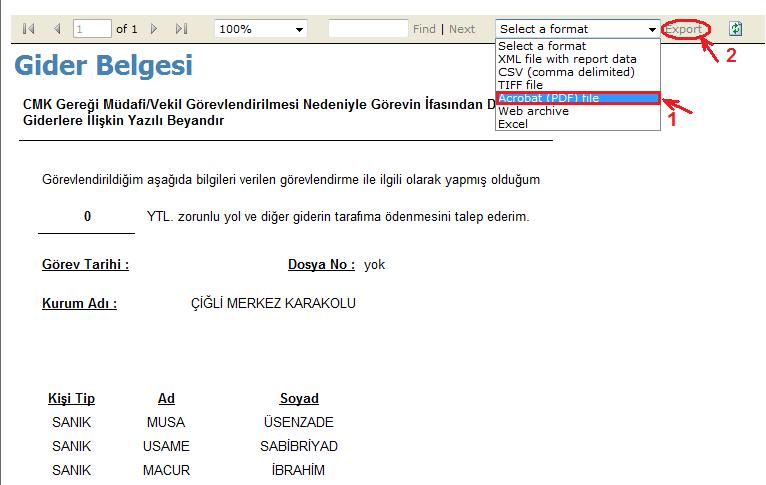 1 of 1 100% Find | Next Select a format Export
2
Select a format
XML file with report data
CSV (comma delimited)
TIFF file
Acrobat (PDF) file
Web archive
Excel
1
Gider Belgesi
CMK Gereği Müdafi/Vekil Görevlendirilmesi Nedeniyle Görevin İfasından D
Giderlere İlişkin Yazılı Beyandır
Görevlendirildiğim aşağıda bilgileri verilen görevlendirme ile ilgili olarak yapmış olduğum
0 YTL. zorunlu yol ve diğer giderin tarafıma ödenmesini talep ederim.
Görev Tarihi : Dosya No : yok
Kurum Adı : ÇİĞLİ MERKEZ KARAKOLU
Kişi Tip Ad Soyad
SANIK MUSA ÜSENZADE
SANIK USAME SABİBRİYAD
SANIK MACUR İBRAHİM